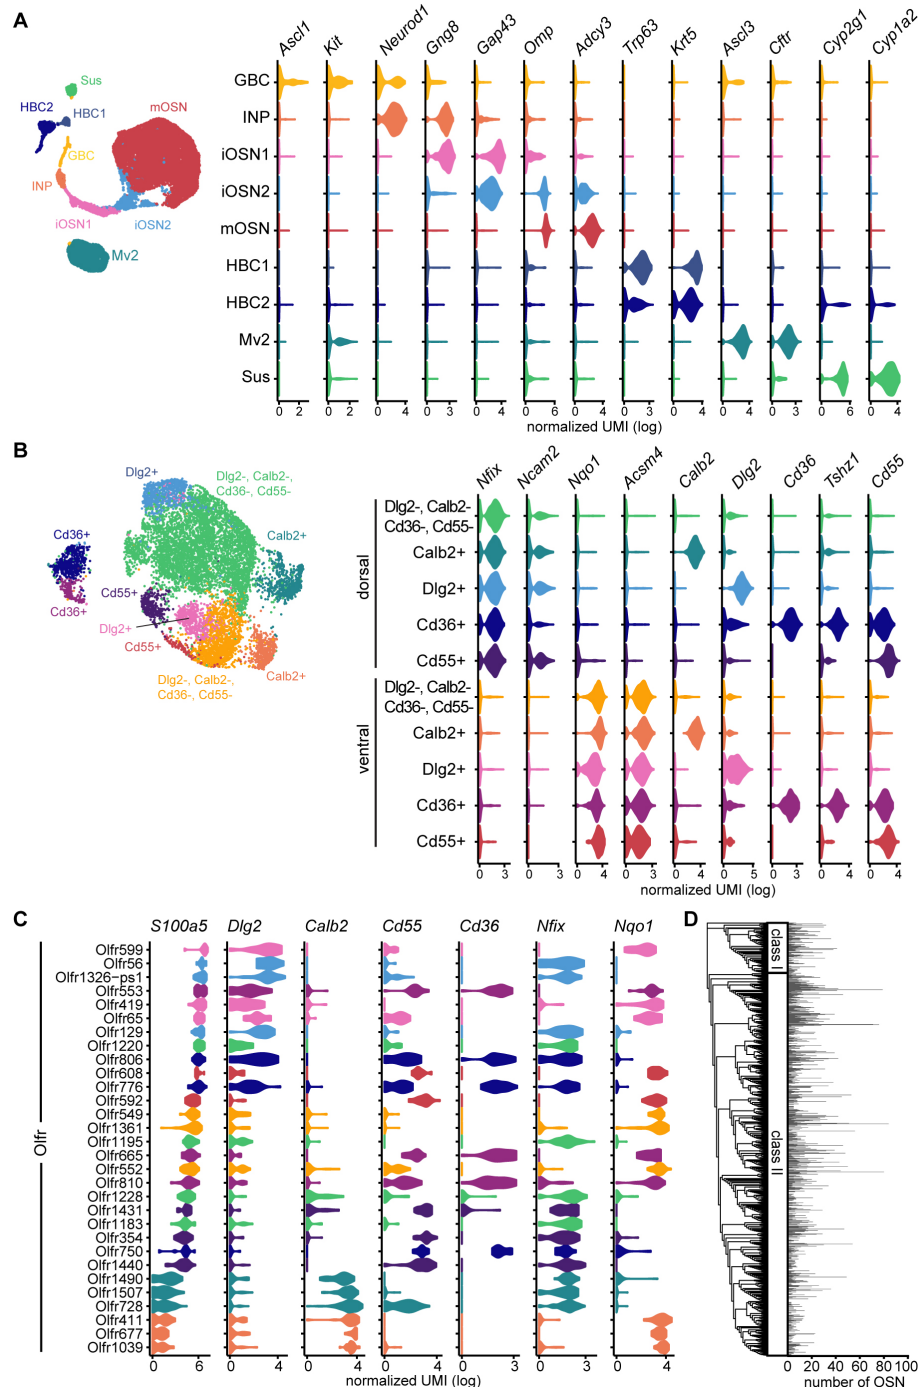 A
Ascl1 Kit Neurod1 Gng8 Gap43 Omp Adcy3 Trp63 Krt5 Ascl3 Cftr Cyp2g1 Cyp1a2
Sus
HBC2
HBC1
mOSN
GBC
INP
iOSN1
iOSN2
Mv2
GBC
INP
iOSN1
iOSN2
mOSN
HBC1
HBC2
Mv2
Sus
0 2 0 2 0 4 0 3 0 4 0 5 0 4 0 3 0 4 0 4 0 3 0 6 0 4
normalized UMI (log)
B
Nfix Ncam2 Nqo1 Acsm4 Calb2 Dlg2 Cd36 Tshz1 Cd55
Dlg2+
Dlg2-, Calb2-,
Cd36-, Cd55-
Cd36+
Calb2+
Cd55+
Cd36+
Dlg2+
Cd55+
Dlg2-, Calb2-,
Cd36-, Cd55-
Calb2+
dorsal
Dlg2-, Calb2-
Cd36-, Cd55-
Calb2+
Dlg2+
Cd36+
Cd55+
ventral
Dlg2-, Calb2-
Cd36-, Cd55-
Calb2+
Dlg2+
Cd36+
Cd55+
0 3 0 3 0 4 0 3 0 4 0 5 0 3 0 4 0 4
normalized UMI (log)
C
S100a5 Dlg2 Calb2 Cd55 Cd36 Nfix Nqo1
Olfr
Olfr599
Olfr56
Olfr1326−ps1
Olfr553
Olfr419
Olfr65
Olfr129
Olfr1220
Olfr806
Olfr608
Olfr776
Olfr592
Olfr549
Olfr1361
Olfr1195
Olfr665
Olfr552
Olfr810
Olfr1228
Olfr1431
Olfr1183
Olfr354
Olfr750
Olfr1440
Olfr1490
Olfr1507
Olfr728
Olfr411
Olfr677
Olfr1039
0 6 0 4 0 4 0 4 0 3 0 3 0 4
normalized UMI (log)
D
class I
class II
0 20 40 60 80 100
number of OSN